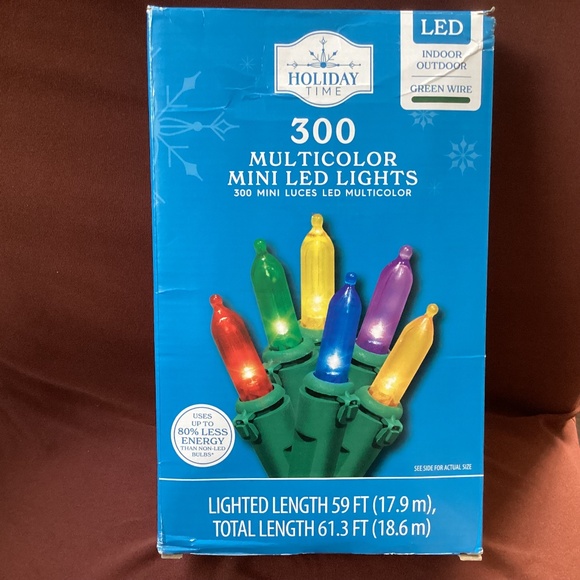 HOLIDAY
TIME
LED
INDOOR
OUTDOOR
GREEN WIRE
300
MULTICOLOR
MINI LED LIGHTS
300 MINI LUCES LED MULTICOLOR
USES
UP TO
80% LESS
ENERGY
THAN NON-LED
BULBS*
SEE SIDE FOR ACTUAL SIZE
LIGHTED LENGTH 59 FT (17.9 m),
TOTAL LENGTH 61.3 FT (18.6 m)